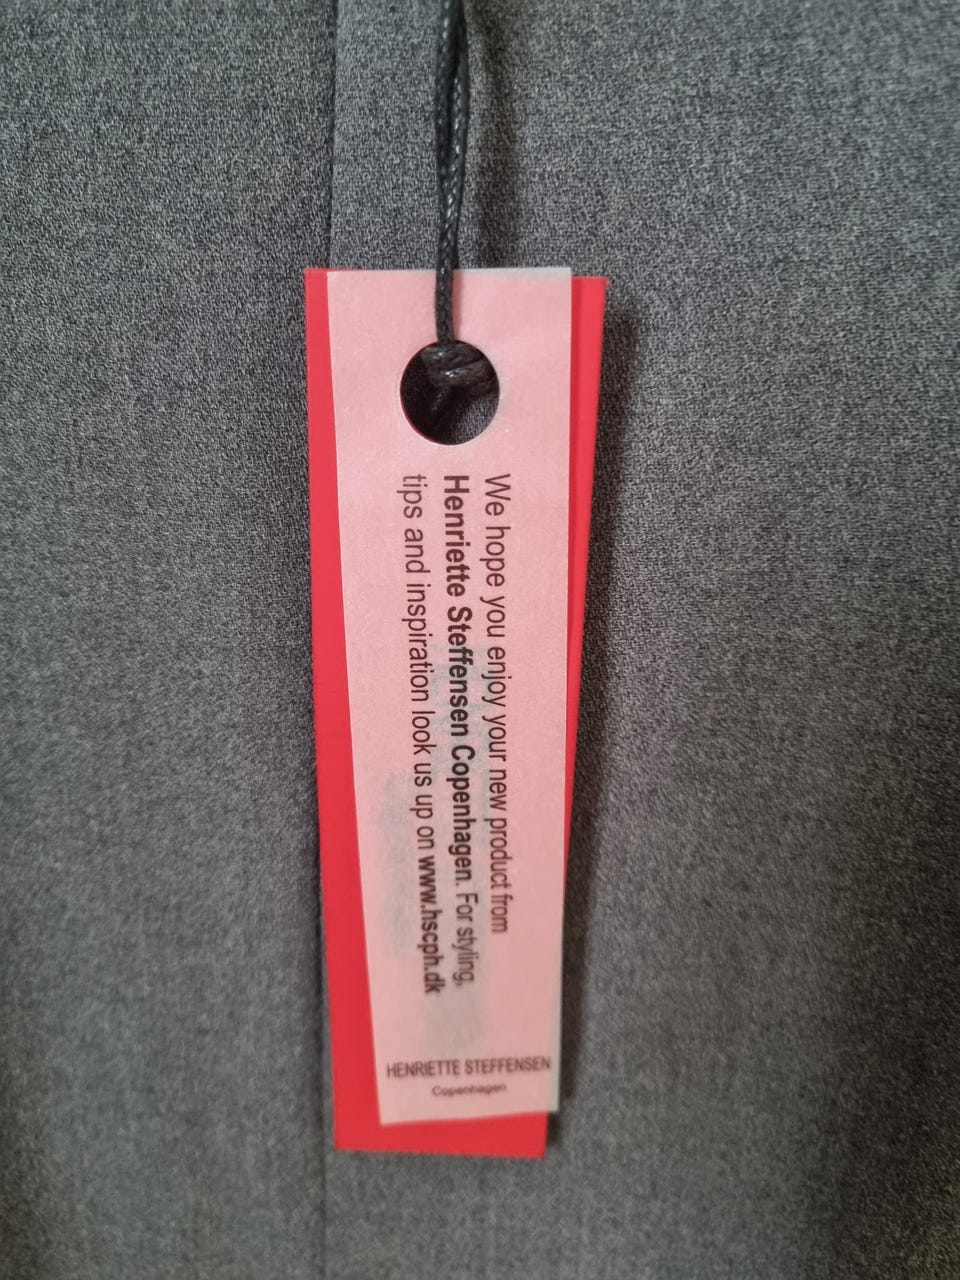 We hope you enjoy your new product from
Henriette Steffensen Copenhagen. For styling,
tips and inspiration look us up on www.hscph.dk
HENRIETTE STEFFENSEN
Copenhagen